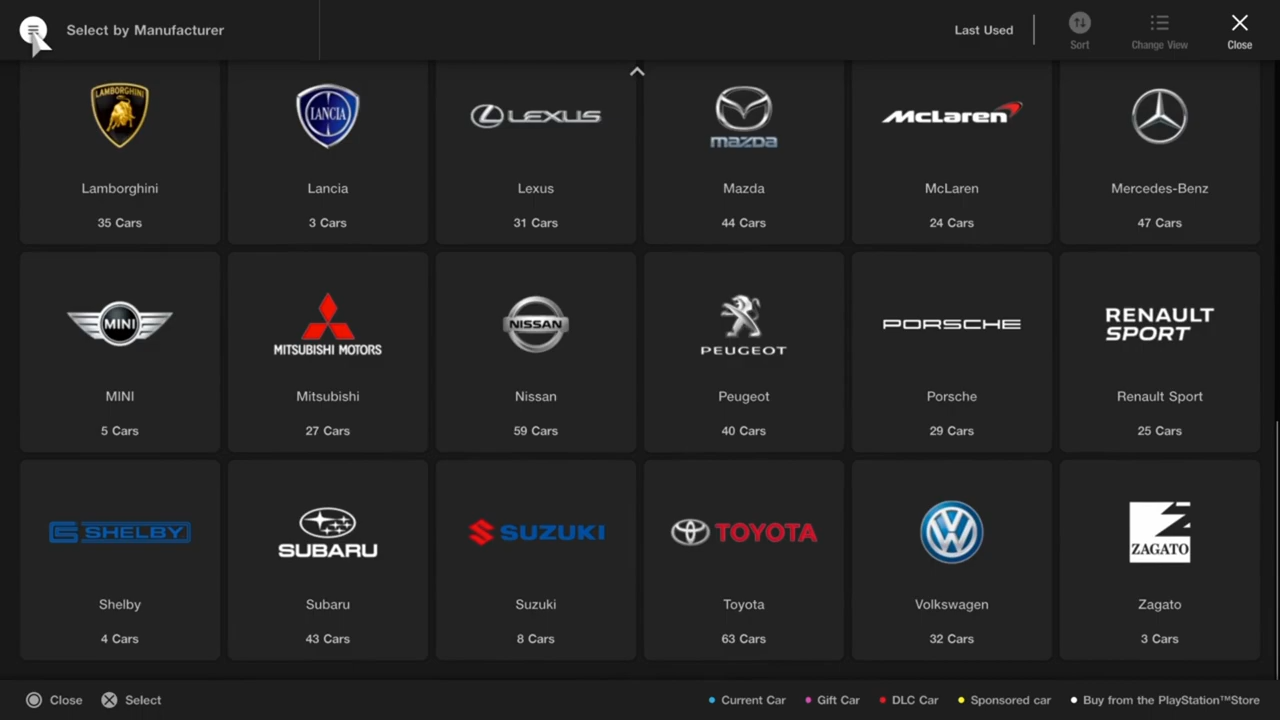 Select by Manufacturer
Last Used
Sort
Change View
Close
LAMBORGHINI
LANCIA
LEXUS
mazda
McLaren
Lamborghini
Lancia
Lexus
Mazda
McLaren
Mercedes-Benz
35 Cars
3 Cars
31 Cars
44 Cars
24 Cars
47 Cars
MINI
MITSUBISHI MOTORS
NISSAN
PEUGEOT
PORSCHE
RENAULT
SPORT
MINI
Mitsubishi
Nissan
Peugeot
Porsche
Renault Sport
5 Cars
27 Cars
59 Cars
40 Cars
29 Cars
25 Cars
SHELBY
SUBARU
SUZUKI
TOYOTA
ZAGATO
Shelby
Subaru
Suzuki
Toyota
Volkswagen
Zagato
4 Cars
43 Cars
8 Cars
63 Cars
32 Cars
3 Cars
Close
Select
Current Car
Gift Car
DLC Car
Sponsored car
Buy from the PlayStation™Store